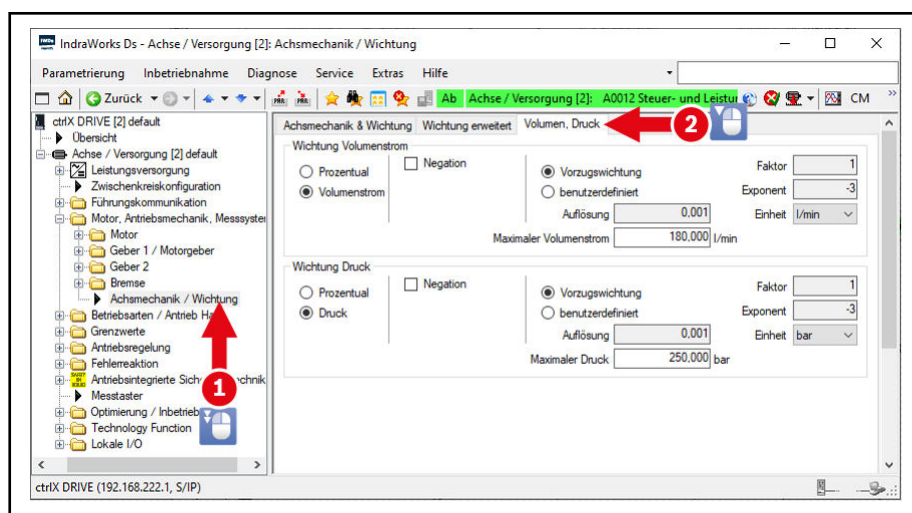 IndraWorks Ds - Achse / Versorgung [2]: Achsmechanik / Wichtung
Parametrierung Inbetriebnahme Diagnose Service Extras Hilfe
Zurück Ab Achse / Versorgung [2]: A0012 Steuer- und Leistur CM
ctrlX DRIVE [2] default
Übersicht
Achse / Versorgung [2] default
Leistungsversorgung
Zwischenkreiskonfiguration
Führungskommunikation
Motor, Antriebsmechanik, Messsyster
Motor
Geber 1 / Motorgeber
Geber 2
Bremse
Achsmechanik / Wichtung
Betriebsarten / Antrieb Ha
Grenzwerte
Antriebsregelung
Fehlerreaktion
Antriebsintegrierte Sich chnik
Messtaster
Optimierung / Inbetrieb
Technology Function
Lokale I/O
1
Achsmechanik & Wichtung Wichtung erweitert Volumen, Druck
2
Wichtung Volumenstrom
Prozentual Negation Vorzugswichtung Faktor 1
Volumenstrom benutzerdefiniert Exponent -3
Auflösung 0,001 Einheit l/min
Maximaler Volumenstrom 180,000 l/min
Wichtung Druck
Prozentual Negation Vorzugswichtung Faktor 1
Druck benutzerdefiniert Exponent -3
Auflösung 0,001 Einheit bar
Maximaler Druck 250,000 bar
ctrlX DRIVE (192.168.222.1, S/IP)